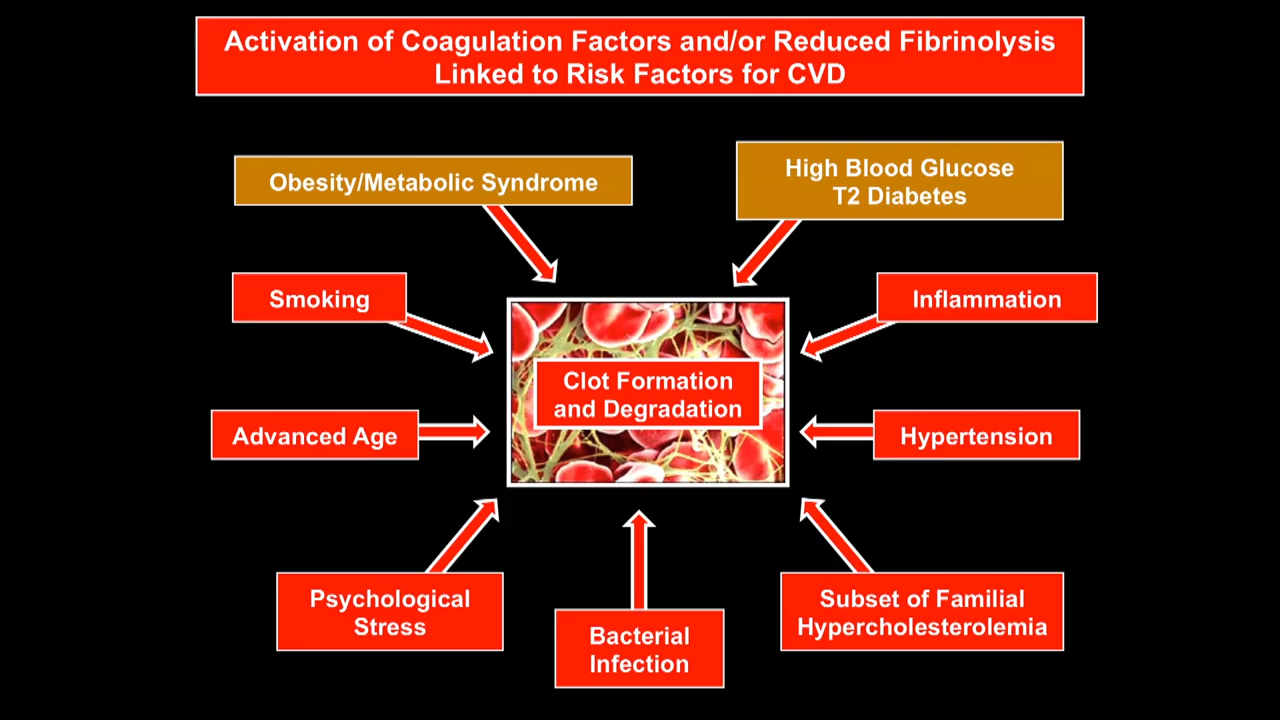 Activation of Coagulation Factors and/or Reduced Fibrinolysis
Linked to Risk Factors for CVD
Obesity/Metabolic Syndrome
High Blood Glucose
T2 Diabetes
Smoking
Inflammation
Clot Formation
and Degradation
Advanced Age
Hypertension
Psychological
Stress
Bacterial
Infection
Subset of Familial
Hypercholesterolemia